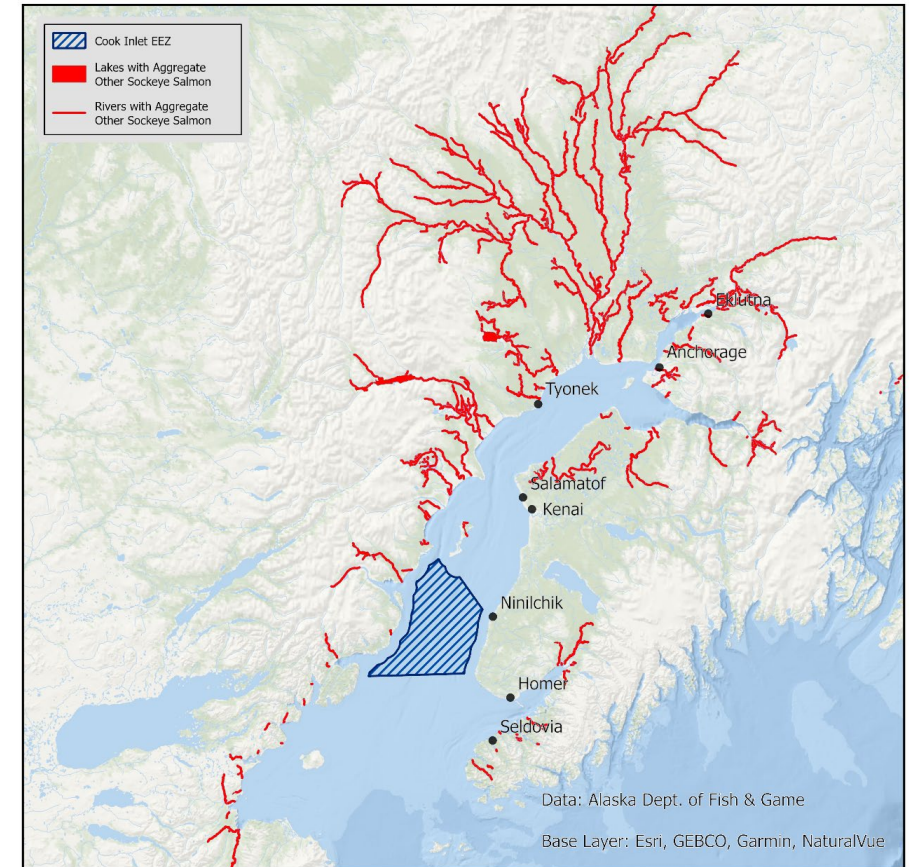 Cook Inlet EEZ
Lakes with Aggregate
Other Sockeye Salmon
Rivers with Aggregate
Other Sockeye Salmon
Eklutna
Anchorage
Tyonek
Salamatof
Kenai
Ninilchik
Homer
Seldovia
Data: Alaska Dept. of Fish & Game
Base Layer: Esri, GEBCO, Garmin, NaturalVue